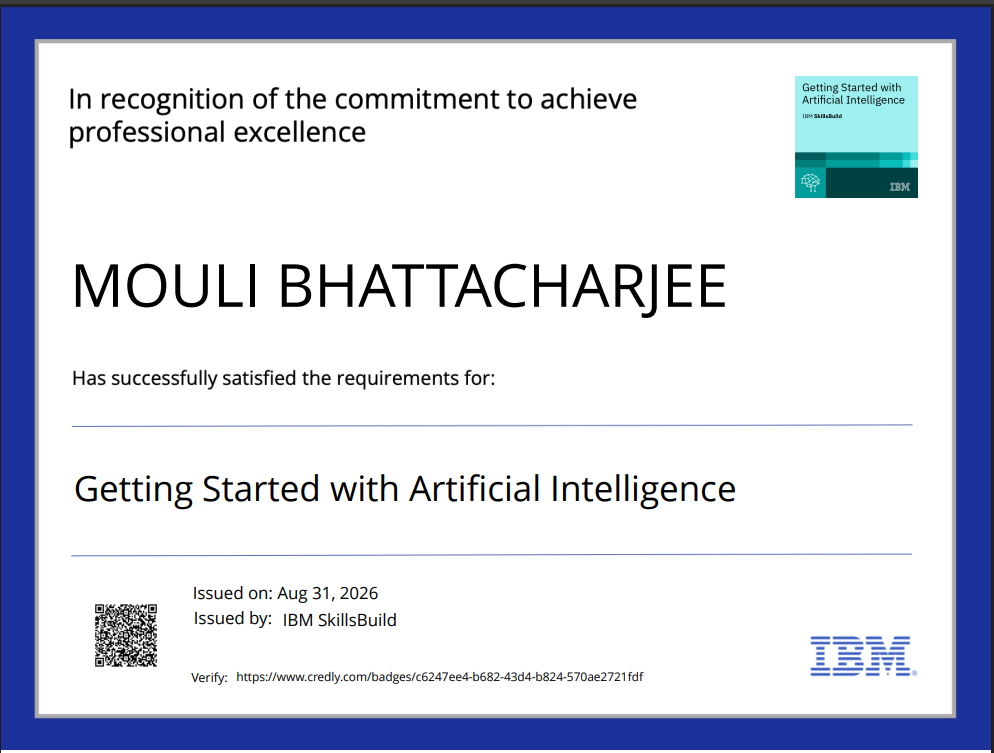 In recognition of the commitment to achieve
professional excellence
Getting Started with
Artificial Intelligence
IBM SkillsBuild
IBM
MOULI BHATTACHARJEE
Has successfully satisfied the requirements for:
Getting Started with Artificial Intelligence
Issued on: Aug 31, 2026
Issued by: IBM SkillsBuild
Verify: https://www.credly.com/badges/c6247ee4-b682-43d4-b824-570ae2721fdf
IBM.